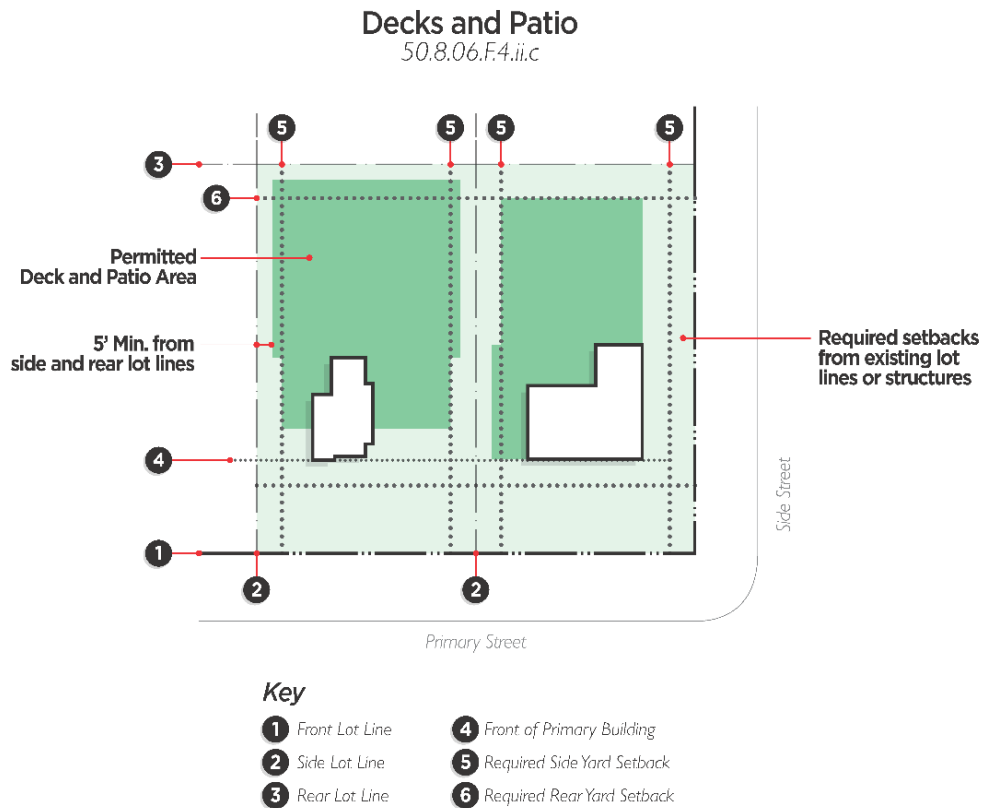 Decks and Patio
50.8.06.F.4.ii.c
5
5
5
5
3
6
Permitted
Deck and Patio Area
5' Min. from
side and rear lot lines
Required setbacks
from existing lot
lines or structures
4
Side Street
1
2
2
Primary Street
Key
1 Front Lot Line
2 Side Lot Line
3 Rear Lot Line
4 Front of Primary Building
5 Required Side Yard Setback
6 Required Rear Yard Setback